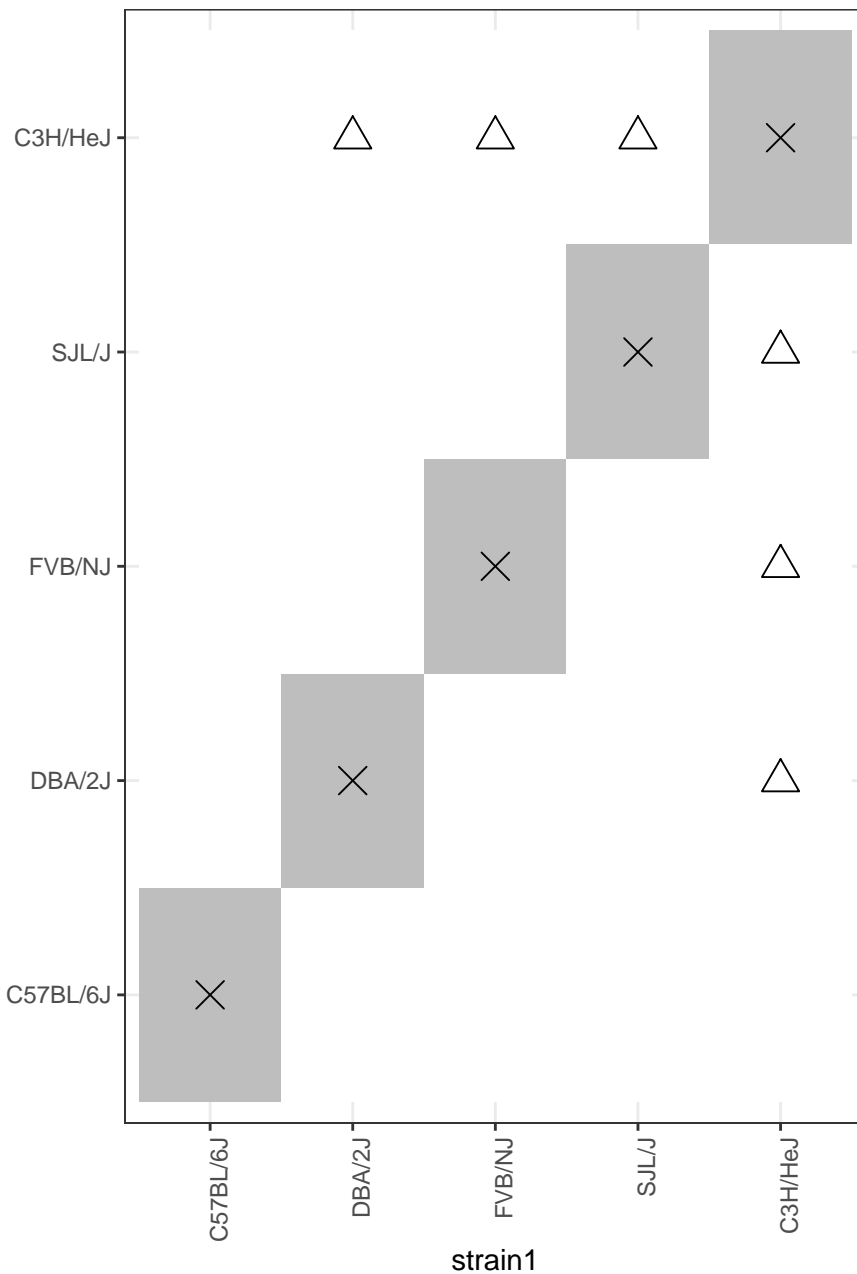 C3H/HeJ
SJL/J
FVB/NJ
DBA/2J
C57BL/6J
C57BL/6J
DBA/2J
FVB/NJ
SJL/J
C3H/HeJ
strain1